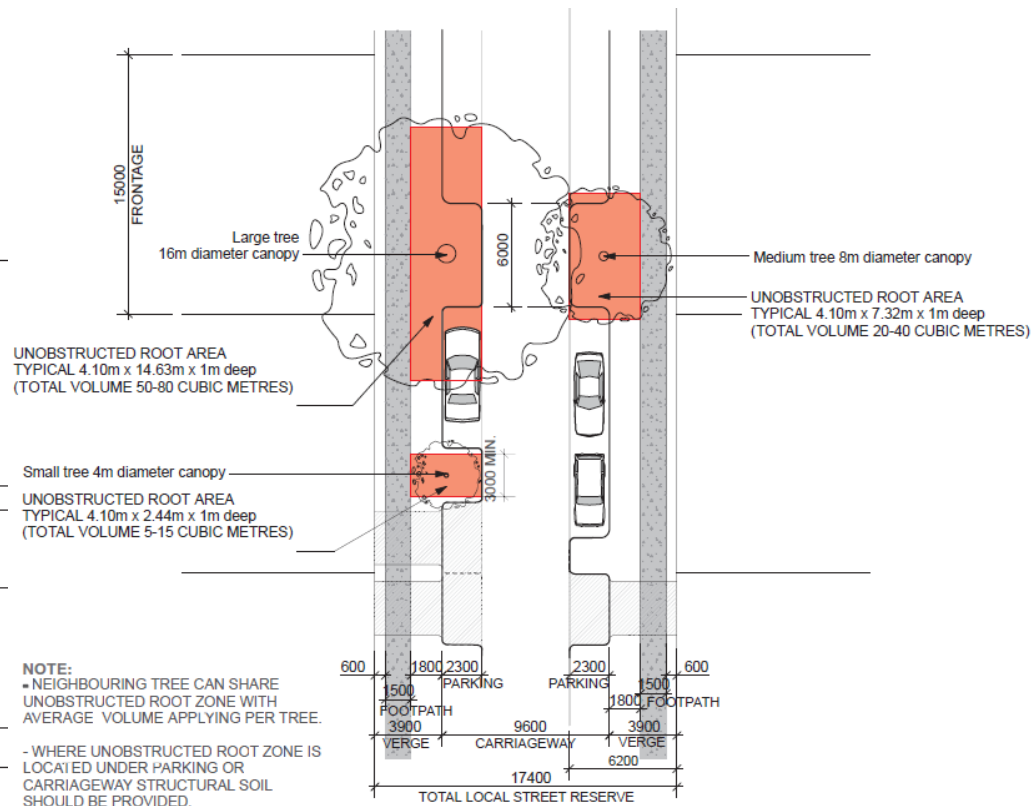 15000
FRONTAGE
Large tree
16m diameter canopy
6000
Medium tree 8m diameter canopy
UNOBSTRUCTED ROOT AREA
TYPICAL 4.10m x 7.32m x 1m deep
(TOTAL VOLUME 20-40 CUBIC METRES)
UNOBSTRUCTED ROOT AREA
TYPICAL 4.10m x 14.63m x 1m deep
(TOTAL VOLUME 50-80 CUBIC METRES)
Small tree 4m diameter canopy
3000 MIN.
UNOBSTRUCTED ROOT AREA
TYPICAL 4.10m x 2.44m x 1m deep
(TOTAL VOLUME 5-15 CUBIC METRES)
NOTE:
- NEIGHBOURING TREE CAN SHARE
UNOBSTRUCTED ROOT ZONE WITH
AVERAGE VOLUME APPLYING PER TREE.
- WHERE UNOBSTRUCTED ROOT ZONE IS
LOCATED UNDER PARKING OR
CARRIAGEWAY STRUCTURAL SOIL
SHOULD BE PROVIDED.
600 1800 2300 2300 600
PARKING PARKING
1500 1500
FOOTPATH 1800 FOOTPATH
3900 9600 3900
VERGE CARRIAGEWAY VERGE
6200
17400
TOTAL LOCAL STREET RESERVE